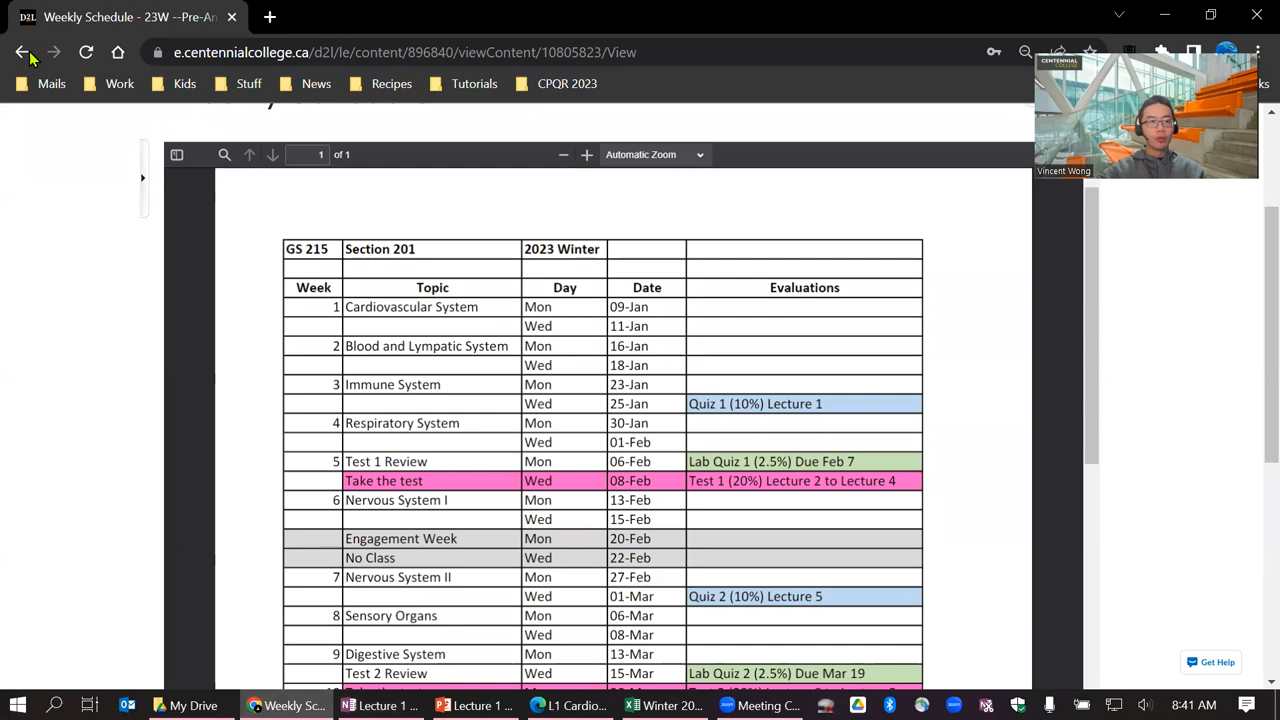 D2L Weekly Schedule - 23W --Pre-An
e.centennialcollege.ca/d2l/le/content/896840/viewContent/10805823/View
Mails Work Kids Stuff News Recipes Tutorials CPQR 2023 ks
CENTENNIAL
COLLEGE
Vincent Wong
1 of 1 Automatic Zoom
GS 215 Section 201 2023 Winter
Week Topic Day Date Evaluations
1 Cardiovascular System Mon 09-Jan
Wed 11-Jan
2 Blood and Lympatic System Mon 16-Jan
Wed 18-Jan
3 Immune System Mon 23-Jan
Wed 25-Jan Quiz 1 (10%) Lecture 1
4 Respiratory System Mon 30-Jan
Wed 01-Feb
5 Test 1 Review Mon 06-Feb Lab Quiz 1 (2.5%) Due Feb 7
Take the test Wed 08-Feb Test 1 (20%) Lecture 2 to Lecture 4
6 Nervous System I Mon 13-Feb
Wed 15-Feb
Engagement Week Mon 20-Feb
No Class Wed 22-Feb
7 Nervous System II Mon 27-Feb
Wed 01-Mar Quiz 2 (10%) Lecture 5
8 Sensory Organs Mon 06-Mar
Wed 08-Mar
9 Digestive System Mon 13-Mar
Test 2 Review Wed 15-Mar Lab Quiz 2 (2.5%) Due Mar 19
Get Help
My Drive Weekly Sc... Lecture 1 ... Lecture 1 ... 1 Cardio... Winter 20... Meeting C... 8:41 AM